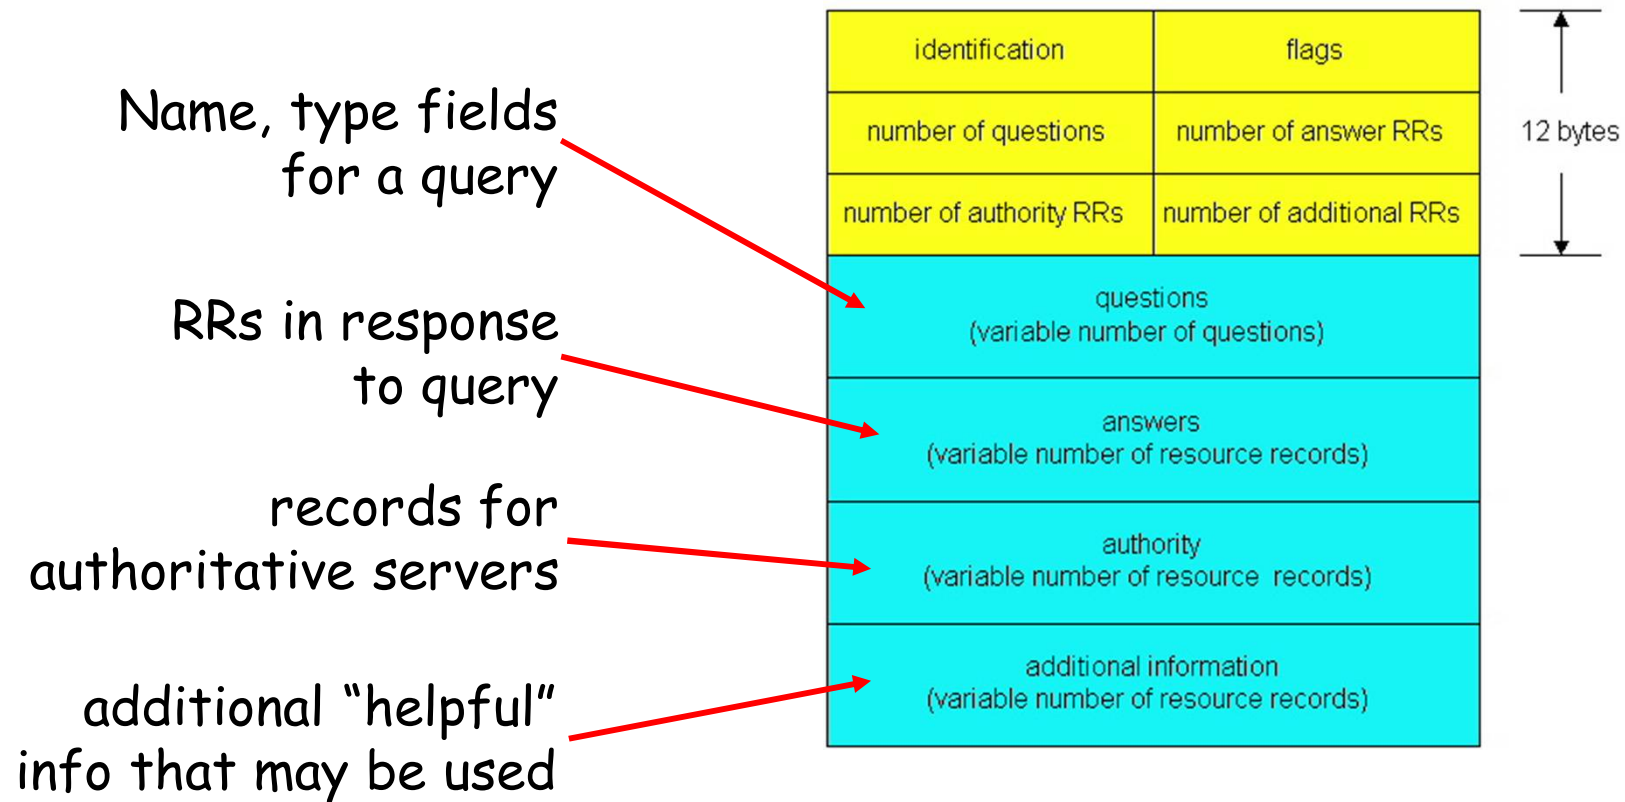 Name, type fields
for a query
RRs in response
to query
records for
authoritative servers
additional “helpful”
info that may be used
identification
flags
number of questions
number of answer RRs
number of authority RRs
number of additional RRs
questions
(variable number of questions)
answers
(variable number of resource records)
authority
(variable number of resource records)
additional information
(variable number of resource records)
12 bytes